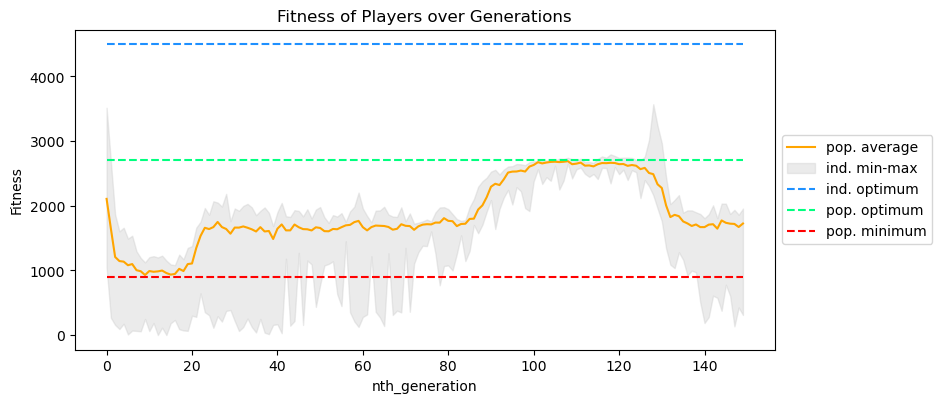 Fitness of Players over Generations
Fitness
4000
3000
2000
1000
0
0 20 40 60 80 100 120 140
nth_generation
pop. average
ind. min-max
ind. optimum
pop. optimum
pop. minimum